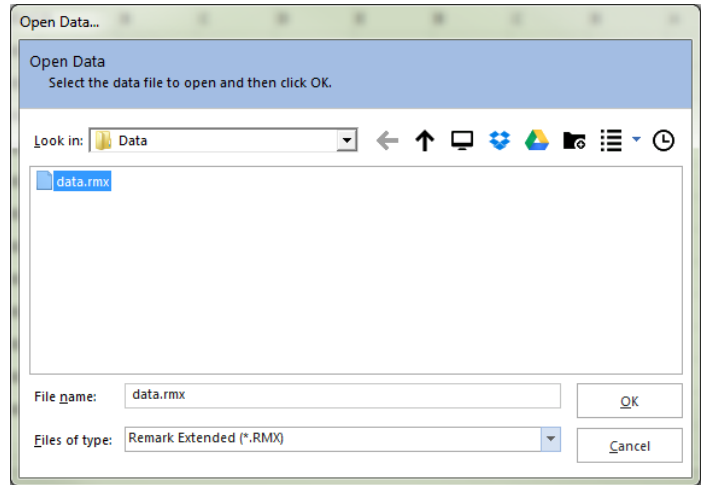 Open Data...
Open Data
Select the data file to open and then click OK.
Look in: Data
data.rmx
File name: data.rmx
OK
Files of type: Remark Extended (*.RMX)
Cancel